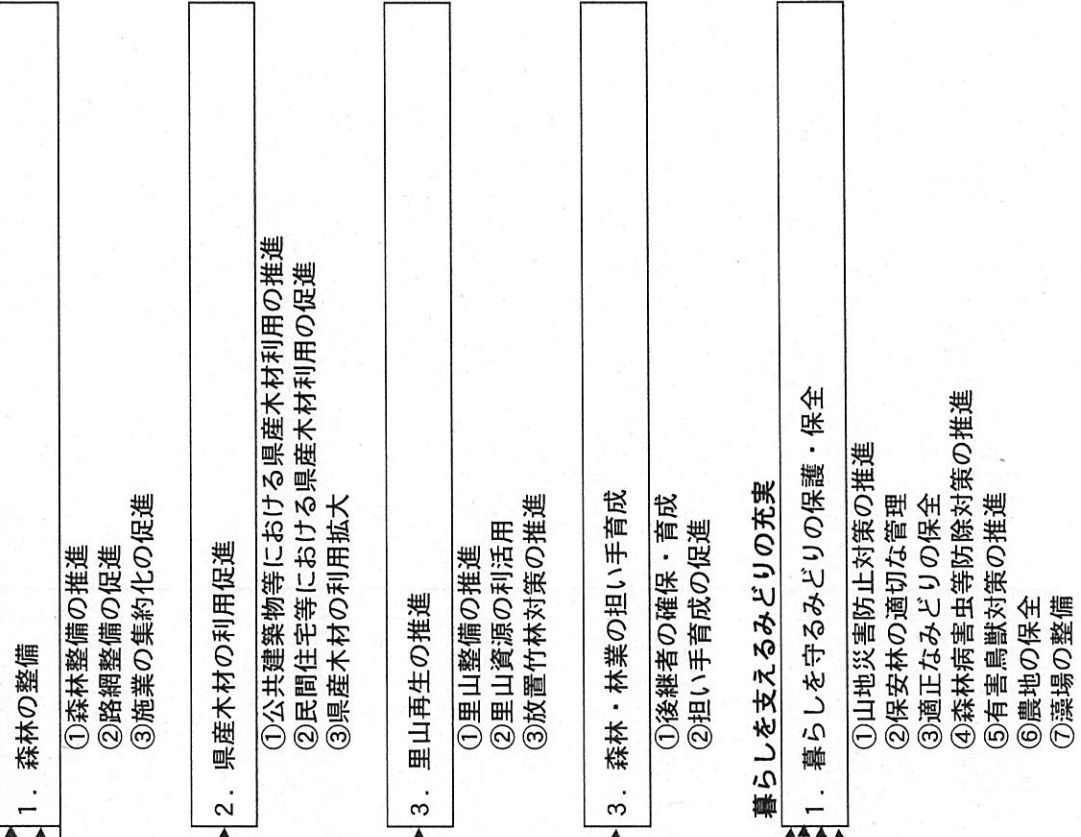 1．森林の整備
①森林整備の推進
②路網整備の促進
③施業の集約化の促進
2．県産木材の利用促進
①公共建築物等における県産木材利用の推進
②民間住宅等における県産木材利用の促進
③県産木材の利用拡大
3．里山再生の推進
①里山整備の推進
②里山資源の利活用
③放置竹林対策の推進
3．森林・林業の担い手育成
①後継者の確保・育成
②担い手育成の促進
暮らしを支えるみどりの充実
1．暮らしを守るみどりの保護・保全
①山地災害防止対策の推進
②保安林の適切な管理
③適正なみどりの保全
④森林病害虫等防除対策の推進
⑤有害鳥獣対策の推進
⑥農地の保全
⑦藻場の整備